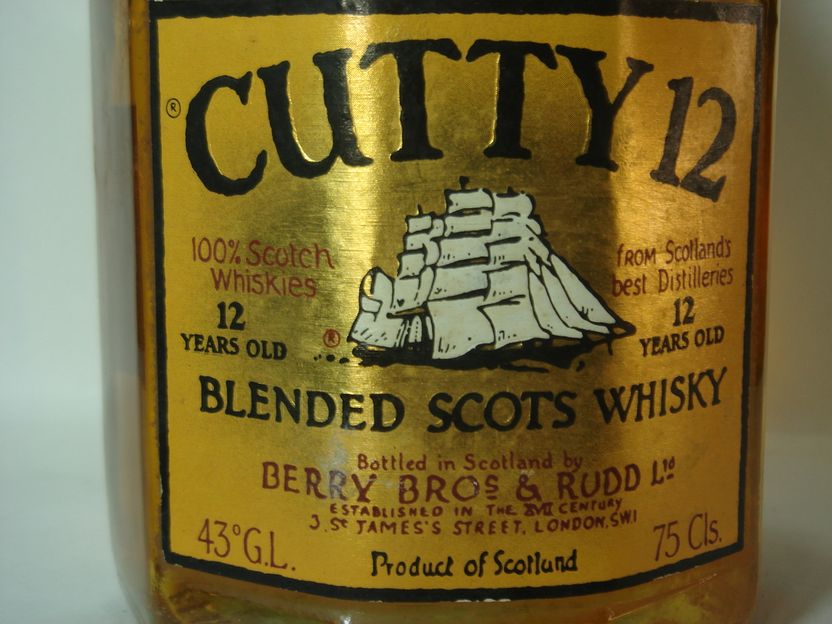 ® CUTTY 12
100% Scotch
Whiskies
12
YEARS OLD
from Scotland's
best Distilleries
12
YEARS OLD
®
BLENDED SCOTS WHISKY
Bottled in Scotland by
BERRY BROS & RUDD Ltd
ESTABLISHED IN THE XVII CENTURY
3, St JAMES'S STREET, LONDON, SW1
43° G.L.
75 Cls.
Product of Scotland